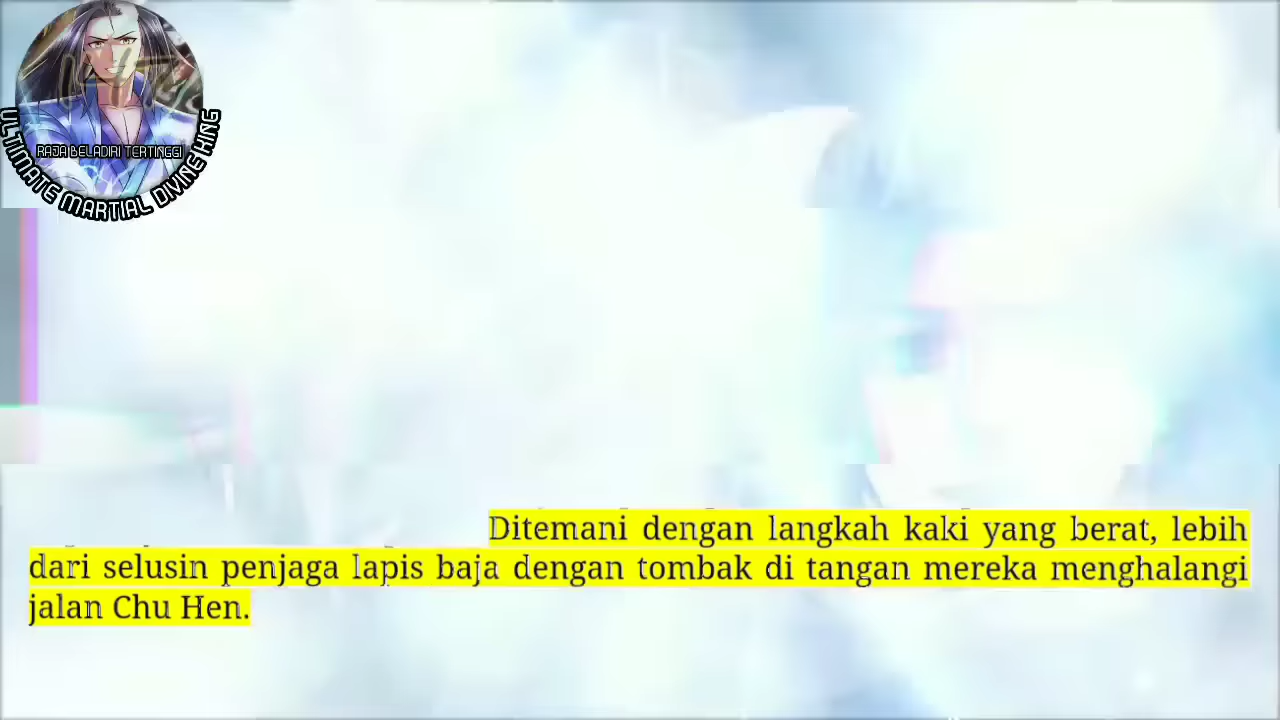 RAJA BELADIRI TERTINGGI
ULTIMATE MARTIAL DIVINE KING
Ditemani dengan langkah kaki yang berat, lebih
dari selusin penjaga lapis baja dengan tombak di tangan mereka menghalangi
jalan Chu Hen.